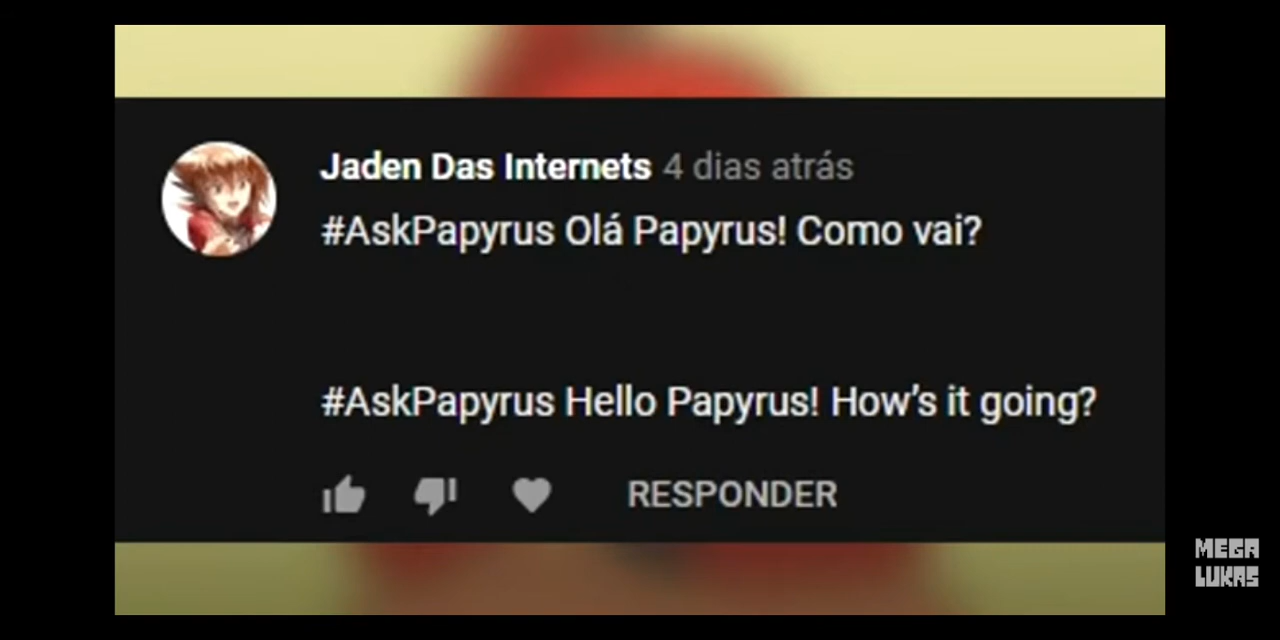 Jaden Das Internets 4 dias atrás
#AskPapyrus Olá Papyrus! Como vai?
#AskPapyrus Hello Papyrus! How's it going?
RESPONDER
MEGA
LUKAS